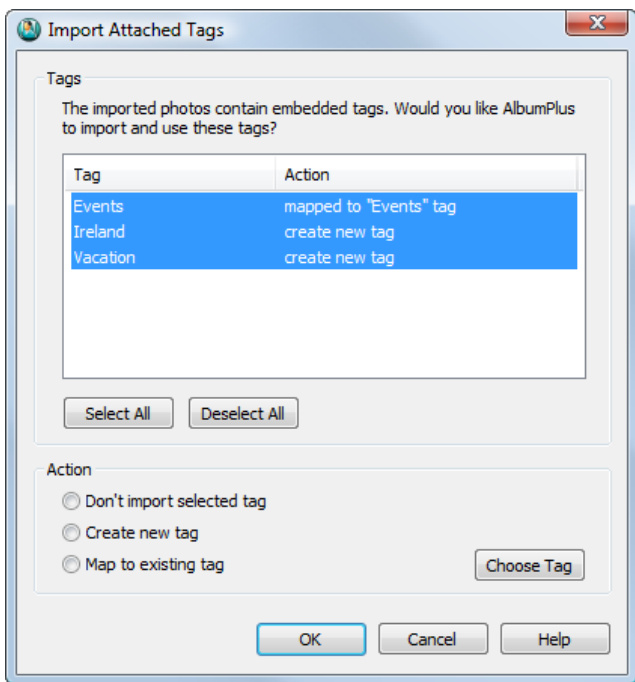 Import Attached Tags
Tags
The imported photos contain embedded tags. Would you like AlbumPlus
to import and use these tags?
Tag Action
Events mapped to "Events" tag
Ireland create new tag
Vacation create new tag
Select All Deselect All
Action
Don't import selected tag
Create new tag
Map to existing tag Choose Tag
OK Cancel Help